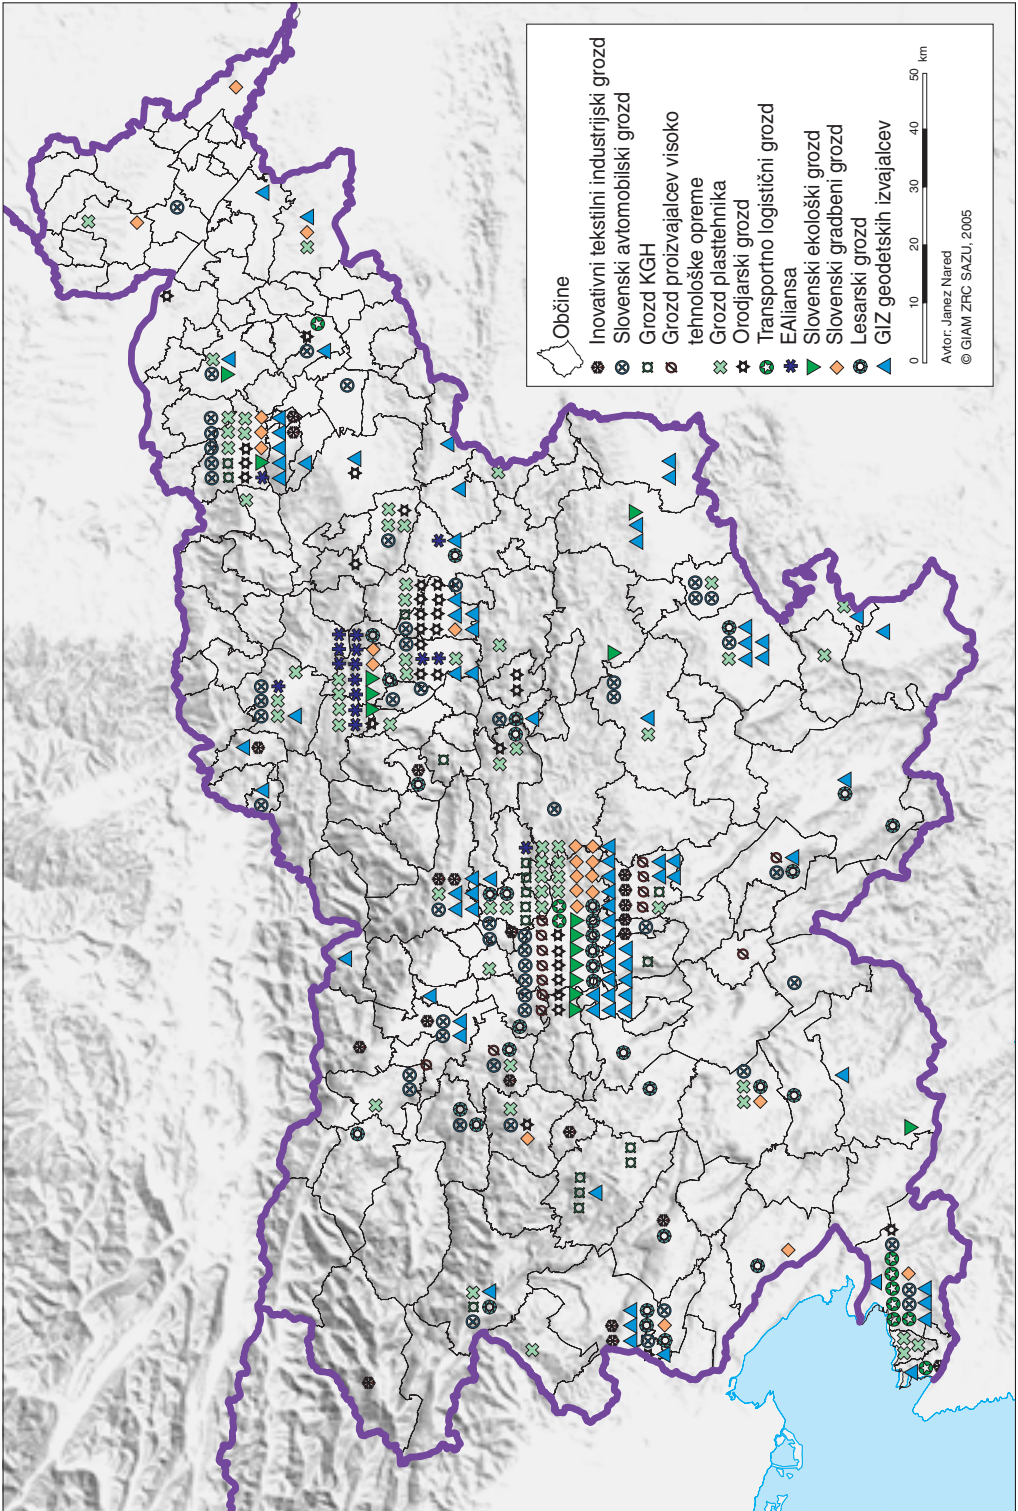 Občine
Inovativni tekstilni industrijski grozd
Slovenski avtomobilski grozd
Grozd KGH
Grozd proizvajalcev visoko
tehnološke opreme
Grozd plasttehnika
Orodjarski grozd
Transportno logistični grozd
EAliansa
Slovenski ekološki grozd
Slovenski gradbeni grozd
Lesarski grozd
GIZ geodetskih izvajalcev
0 10 20 30 40 50 km
Avtor: Janez Nared
© GIAM ZRC SAZU, 2005